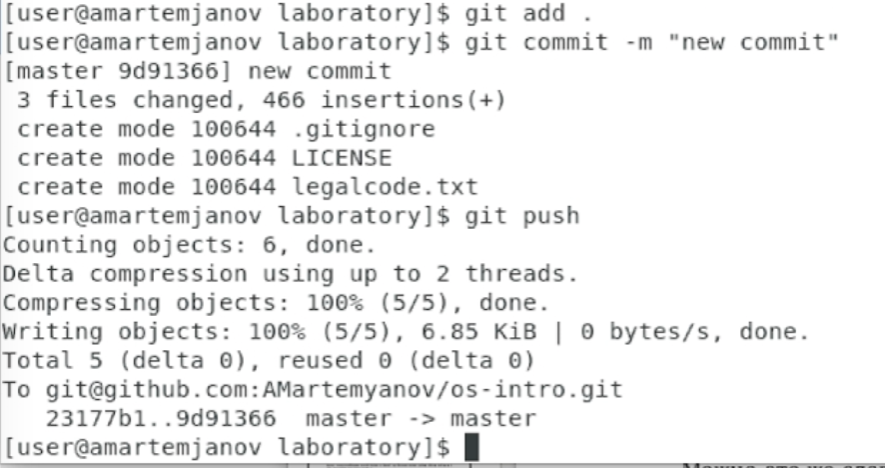 [user@amartemjanov laboratory]$ git add .
[user@amartemjanov laboratory]$ git commit -m "new commit"
[master 9d91366] new commit
 3 files changed, 466 insertions(+)
 create mode 100644 .gitignore
 create mode 100644 LICENSE
 create mode 100644 legalcode.txt
[user@amartemjanov laboratory]$ git push
Counting objects: 6, done.
Delta compression using up to 2 threads.
Compressing objects: 100% (5/5), done.
Writing objects: 100% (5/5), 6.85 KiB | 0 bytes/s, done.
Total 5 (delta 0), reused 0 (delta 0)
To git@github.com:AMartemyanov/os-intro.git
   23177b1..9d91366  master -> master
[user@amartemjanov laboratory]$